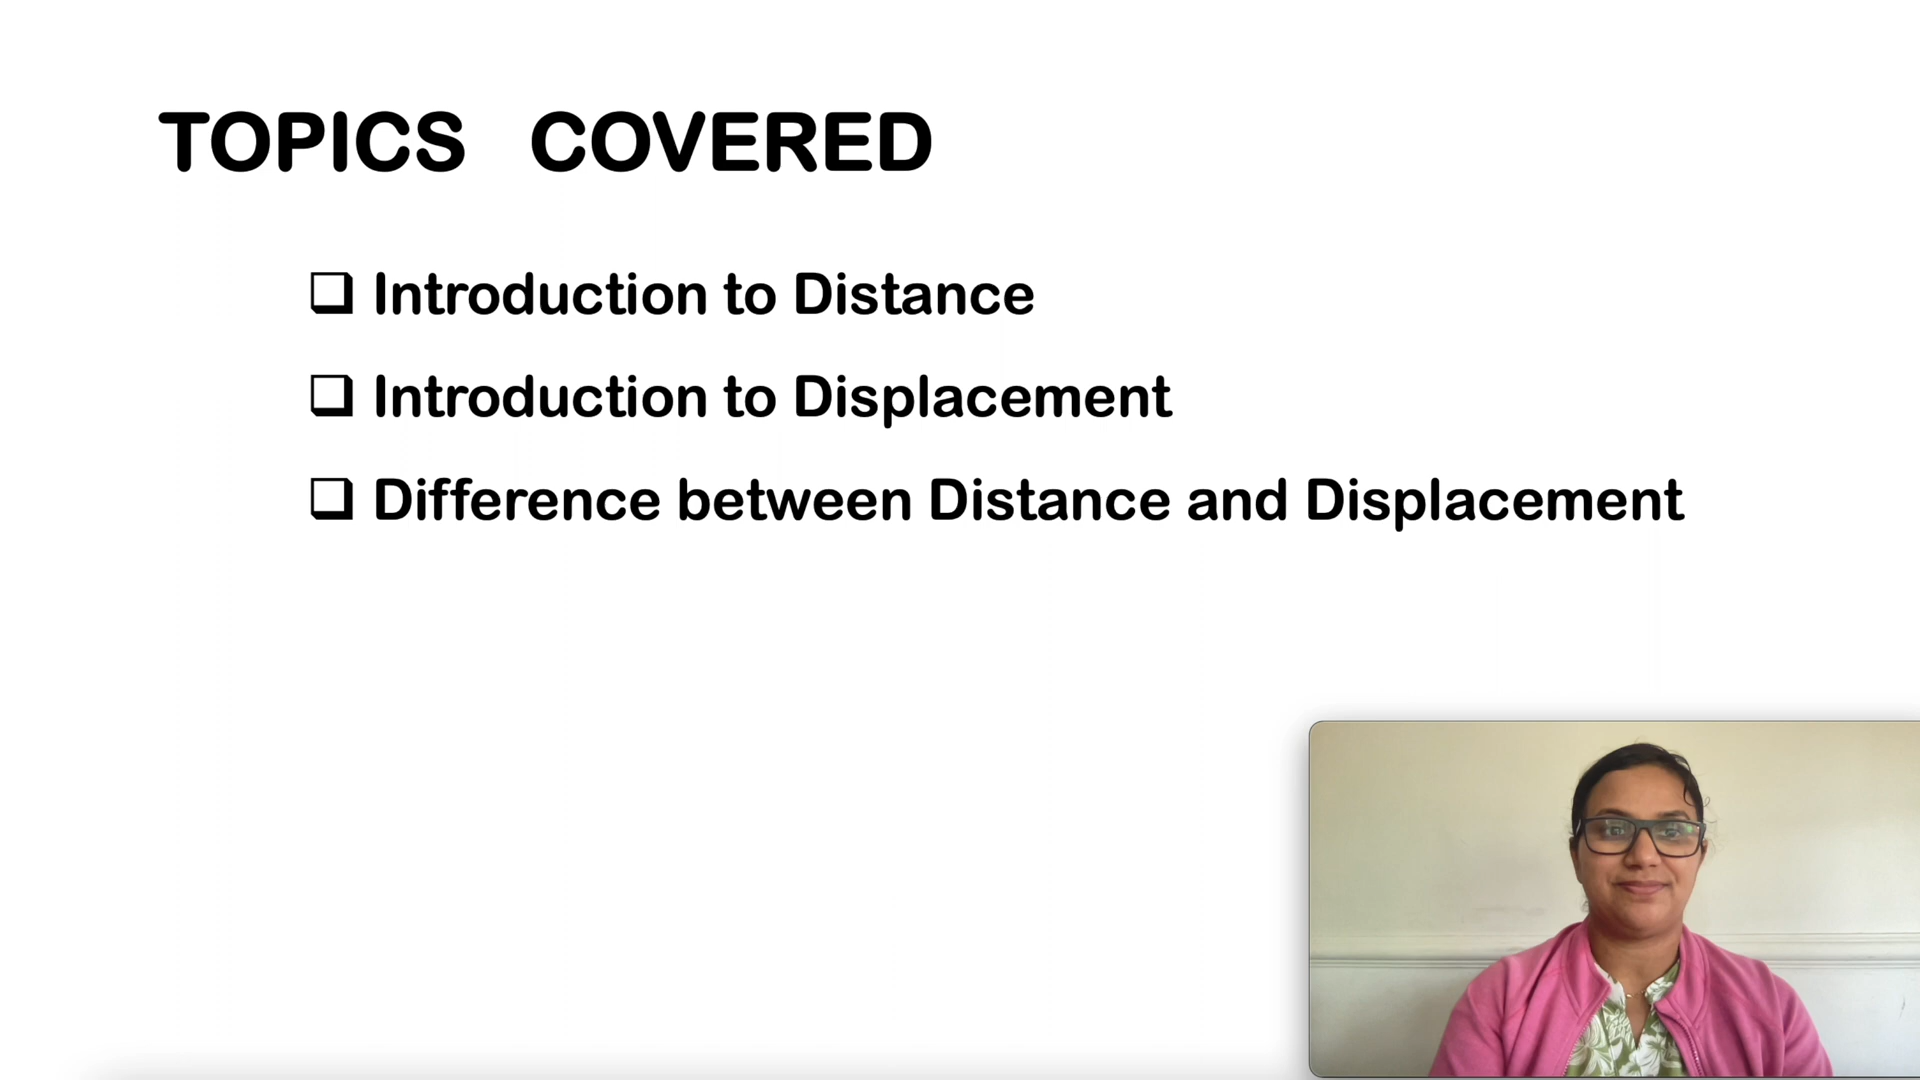 TOPICS COVERED
Introduction to Distance
Introduction to Displacement
Difference between Distance and Displacement